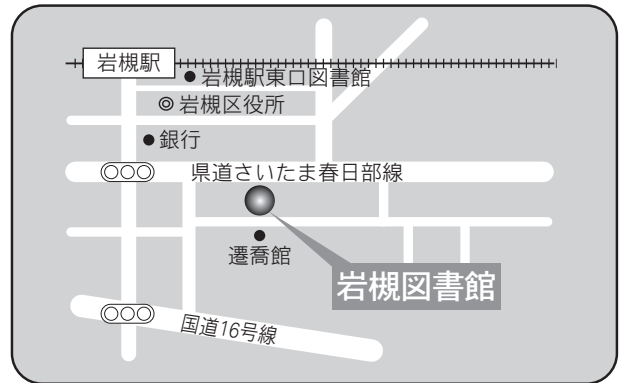 岩槻駅
岩槻駅東口図書館
岩槻区役所
銀行
県道さいたま春日部線
遷喬館
岩槻図書館
国道16号線